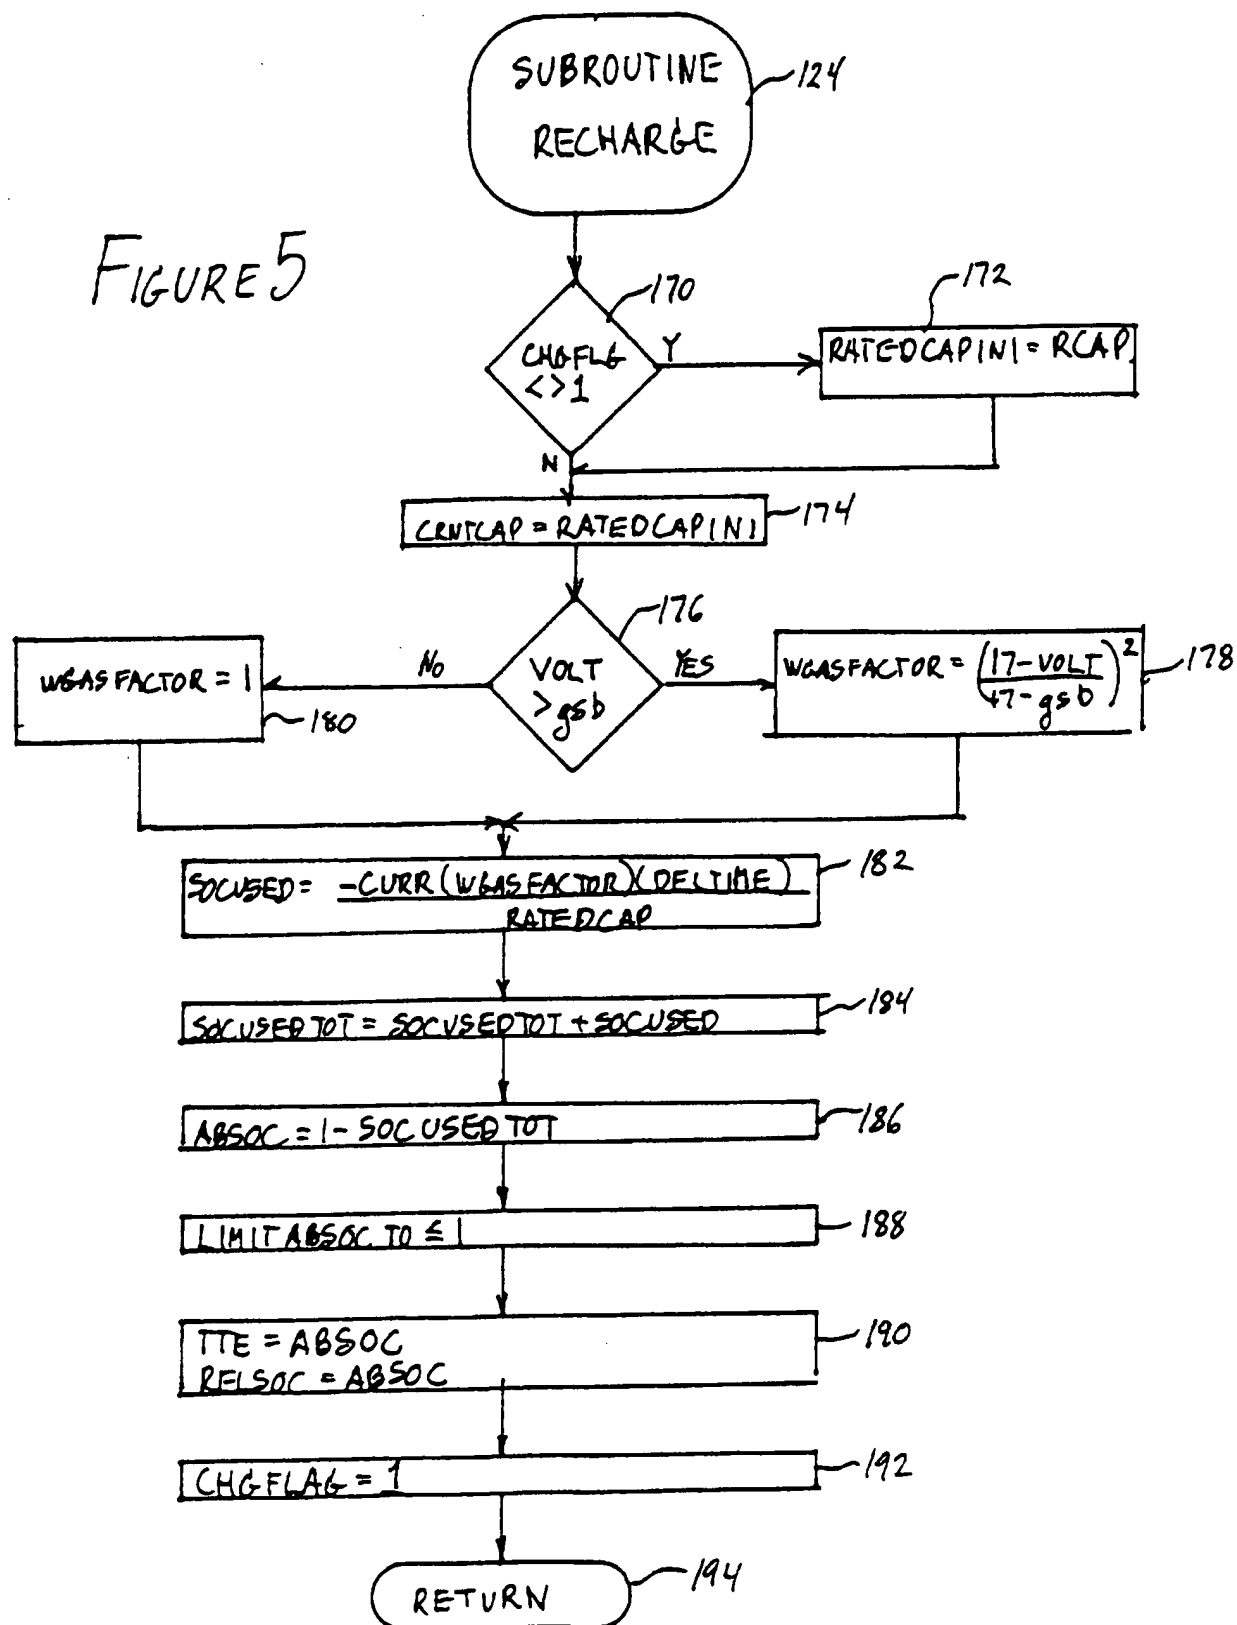 SUBROUTINE
RECHARGE
124
FIGURE 5
170
CHGFLG
<>1
Y
N
172
RATEDCAPINI = RCAP
CRNTCAP = RATEDCAPINI
174
176
VOLT
>gsb
NO
YES
WGASFACTOR = 1
180
WGASFACTOR = (17-VOLT / 17-gsb)²
178
SOCUSED = -CURR(WGASFACTOR)(DELTIME)
RATEDCAP
182
SOCUSEDTOT = SOCUSEDTOT + SOCUSED
184
ABSOC = 1 - SOCUSEDTOT
186
LIMIT ABSOC TO ≤ 1
188
TTE = ABSOC
RELSOC = ABSOC
190
CHGFLAG = 1
192
RETURN
194